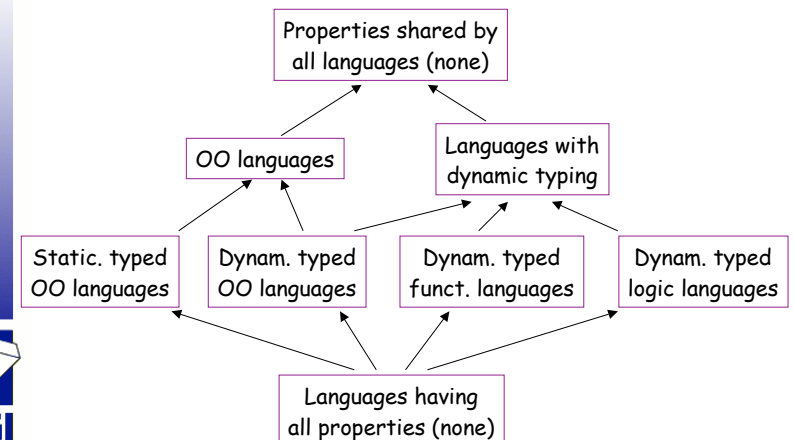 Properties shared by
all languages (none)
OO languages
Languages with
dynamic typing
Static. typed
OO languages
Dynam. typed
OO languages
Dynam. typed
funct. languages
Dynam. typed
logic languages
Languages having
all properties (none)